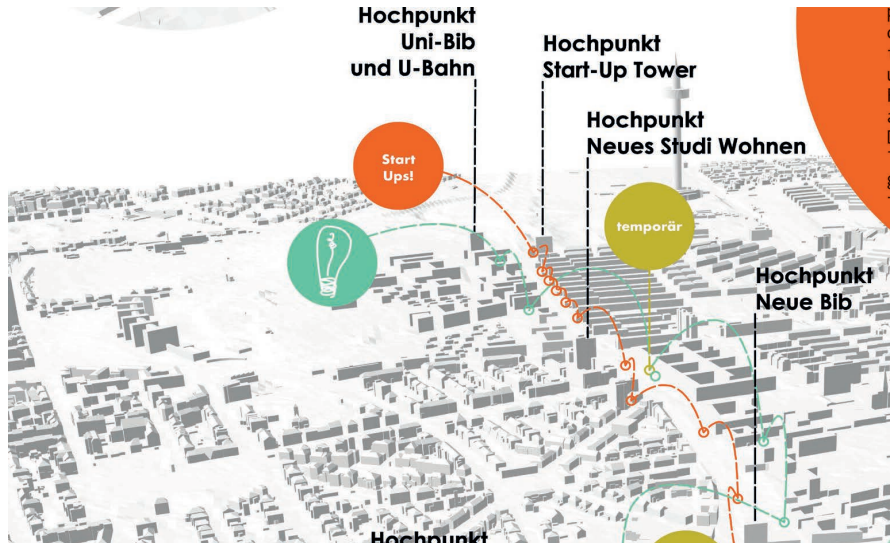 Hochpunkt
Uni-Bib
und U-Bahn
Hochpunkt
Start-Up Tower
Hochpunkt
Neues Studi Wohnen
Start
Ups!
temporär
Hochpunkt
Neue Bib
Hochpunkt